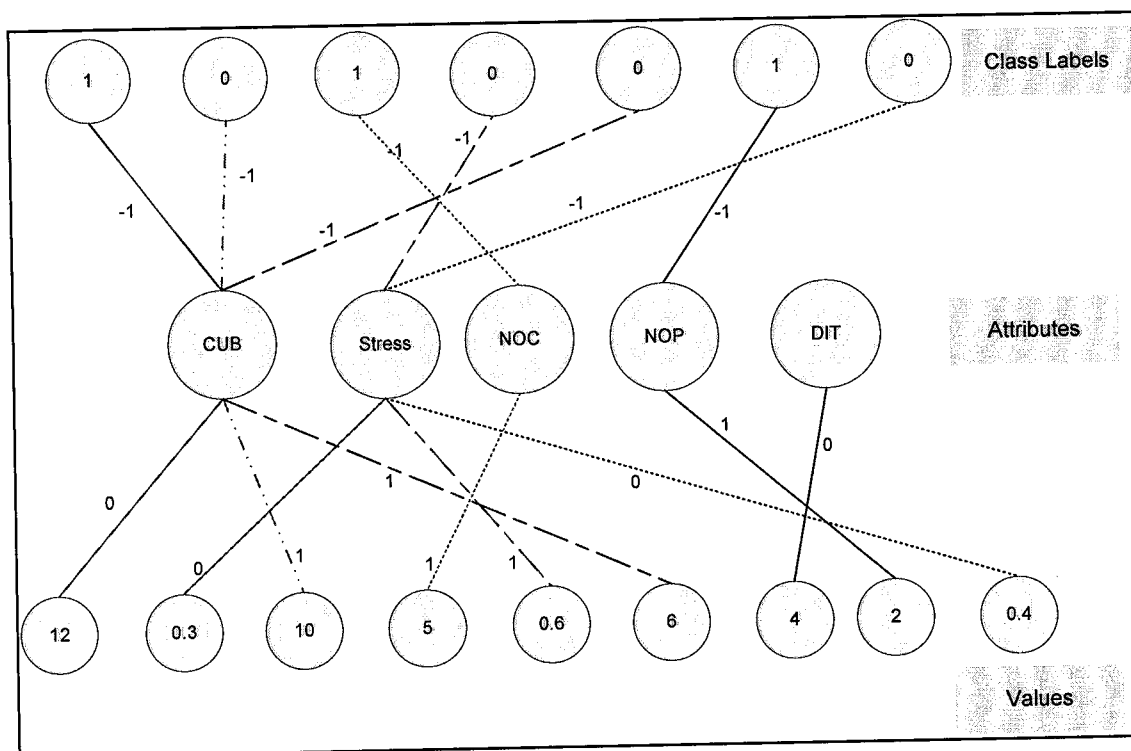 1 0 1 0 0 1 0 Class Labels
-1 -1 -1 -1 -1 -1 -1
CUB Stress NOC NOP DIT Attributes
0 0 1 1 1 1 0 1 0
12 0.3 10 5 0.6 6 4 2 0.4
Values